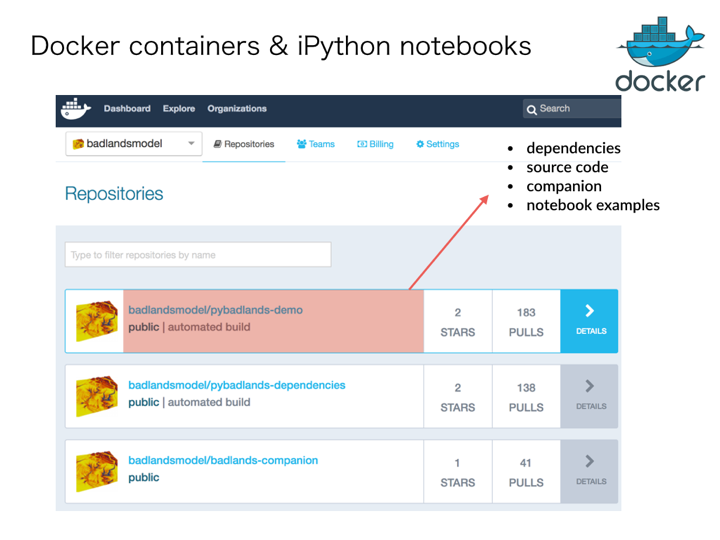 Docker containers & iPython notebooks
docker
Dashboard Explore Organizations Search
badlandsmodel Repositories Teams Billing Settings
• dependencies
• source code
• companion
• notebook examples
Repositories
Type to filter repositories by name
badlandsmodel/pybadlands-demo
public | automated build
2
STARS
183
PULLS
DETAILS
badlandsmodel/pybadlands-dependencies
public | automated build
2
STARS
138
PULLS
DETAILS
badlandsmodel/badlands-companion
public
1
STARS
41
PULLS
DETAILS